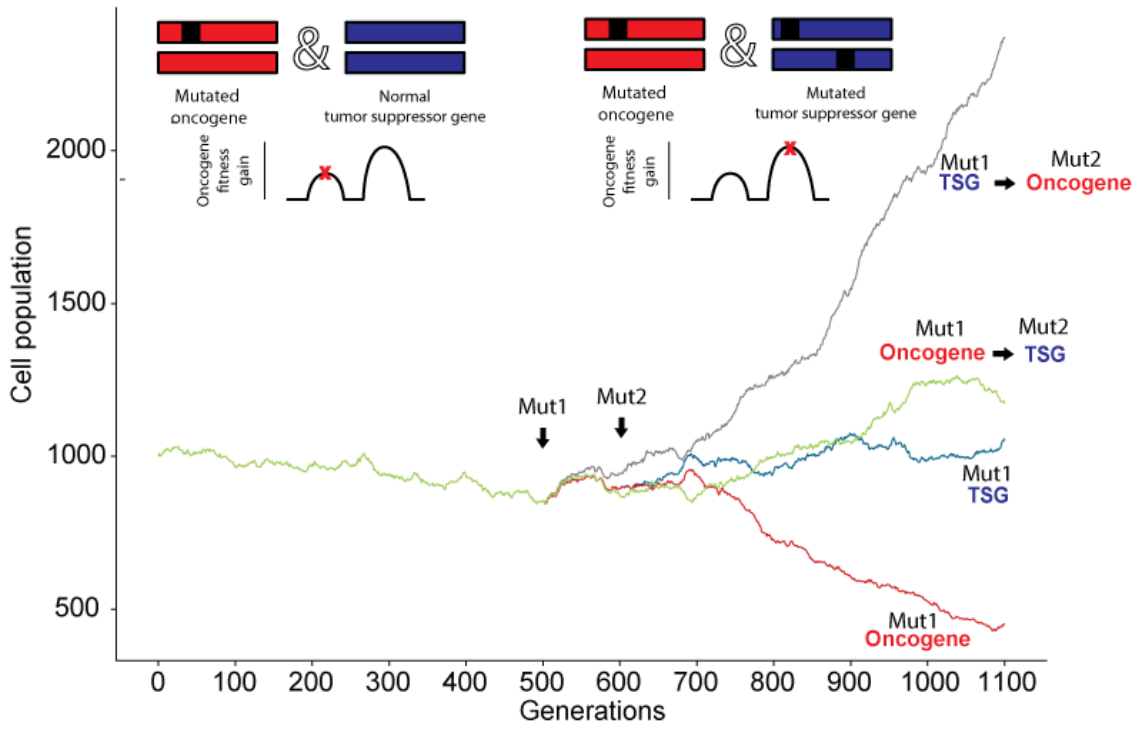 &
&
Mutated
oncogene
Normal
tumor suppressor gene
Mutated
oncogene
Mutated
tumor suppressor gene
Oncogene
fitness
gain
Oncogene
fitness
gain
Cell population
2000
1500
1000
500
Mut1
TSG
Mut2
Oncogene
Mut1
Oncogene
Mut2
TSG
Mut1
Mut2
Mut1
TSG
Mut1
Oncogene
0 100 200 300 400 500 600 700 800 900 1000 1100
Generations